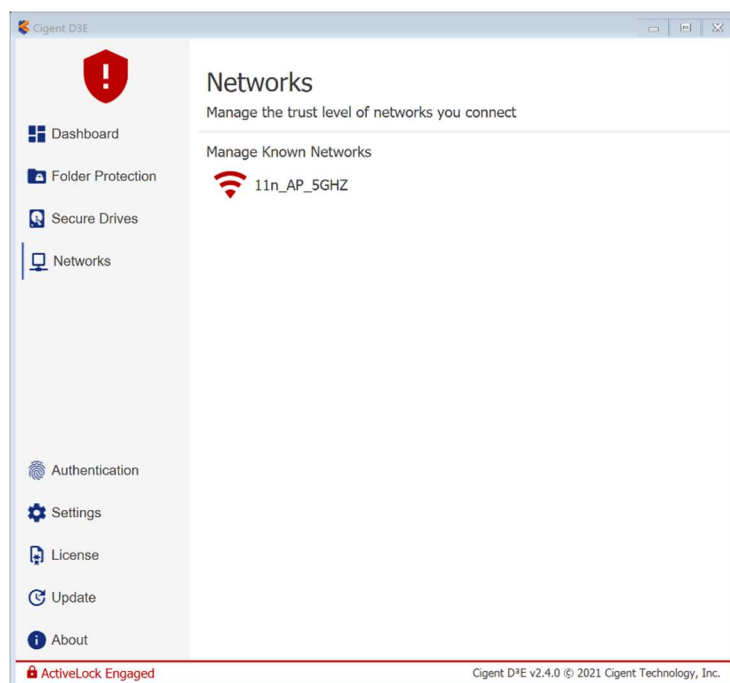 Cigent D3E
Networks
Manage the trust level of networks you connect
Dashboard
Folder Protection
Secure Drives
Networks
Manage Known Networks
11n_AP_5GHZ
Authentication
Settings
License
Update
About
ActiveLock Engaged
Cigent D³E v2.4.0 © 2021 Cigent Technology, Inc.